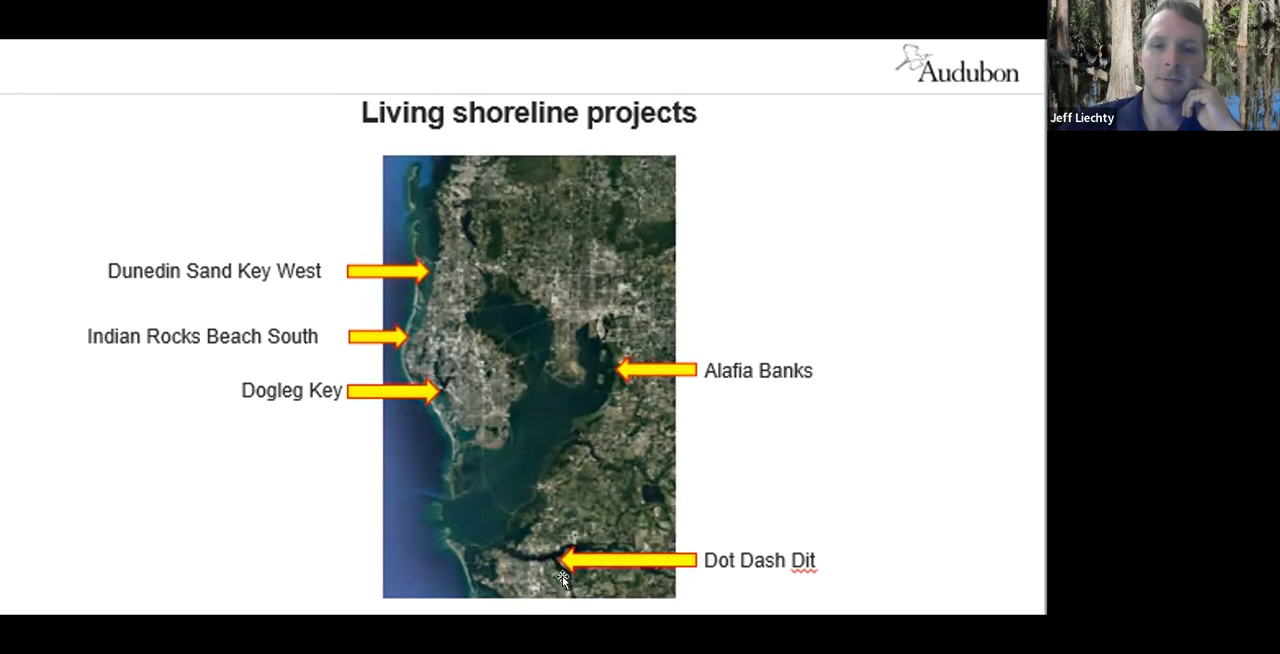 Audubon
Jeff Liechty
Living shoreline projects
Dunedin Sand Key West
Indian Rocks Beach South
Dogleg Key
Alafia Banks
Dot Dash Dit